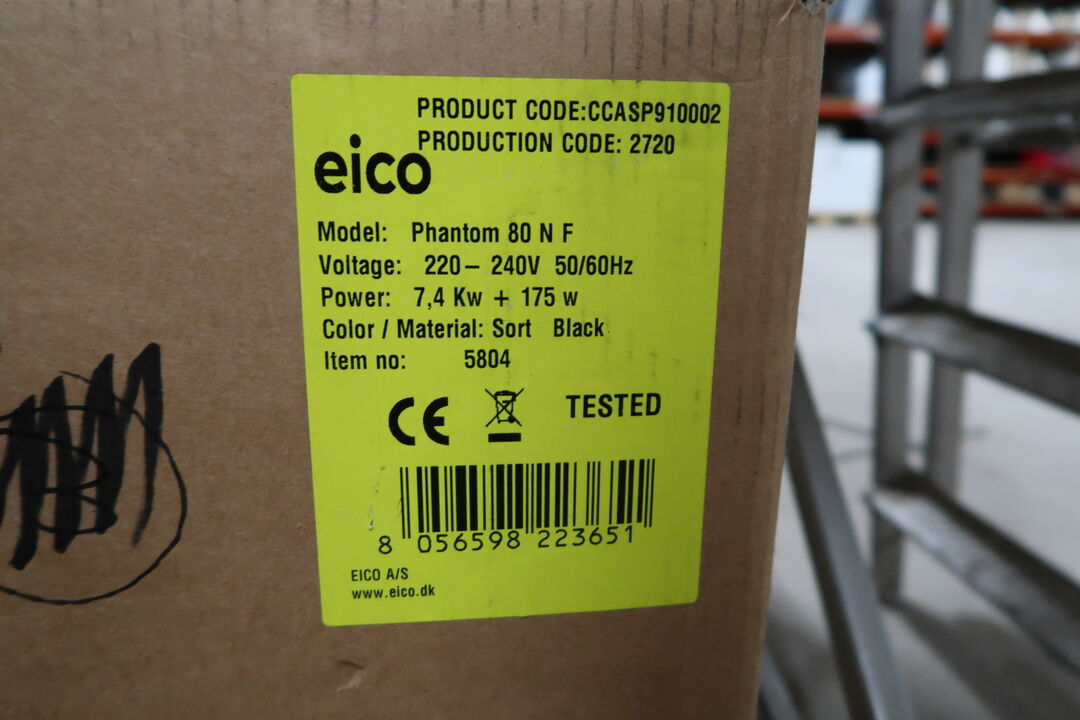 PRODUCT CODE:CCASP910002
PRODUCTION CODE: 2720
eico
Model: Phantom 80 N F
Voltage: 220– 240V 50/60Hz
Power: 7,4 Kw + 175 w
Color / Material: Sort Black
Item no: 5804
CE
TESTED
8 056598 223651
EICO A/S
www.eico.dk